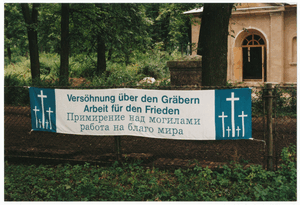 Versöhnung über den Gräbern
Arbeit für den Frieden
Примирение над могилами
работа на благо мира